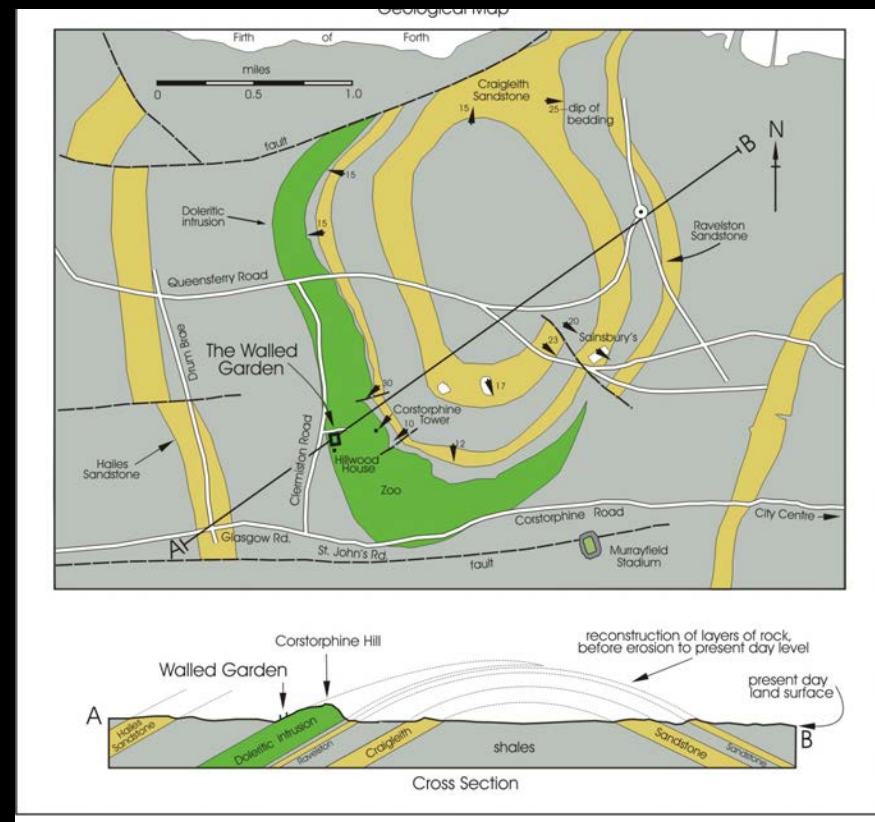 Geological Map
Firth of Forth
miles
0 0.5 1.0
Craigleith
Sandstone
15
25
dip of
bedding
N
B
fault
15
Doleritic
intrusion
15
Ravelston
Sandstone
Queensferry Road
Drum Brae
The Walled
Garden
20
23
Sainsbury's
30
17
Corstorphine
Tower
10
12
Hailes
Sandstone
Clermiston Road
Hillwood
House
Zoo
Corstorphine Road
City Centre
A
Glasgow Rd.
St. John's Rd.
fault
Murrayfield
Stadium
Corstorphine Hill
reconstruction of layers of rock,
before erosion to present day level
Walled Garden
present day
land surface
A
Hailes
Sandstone
Doleritic intrusion
Ravelston
Craigleith
shales
Sandstone
Sandstone
B
Cross Section